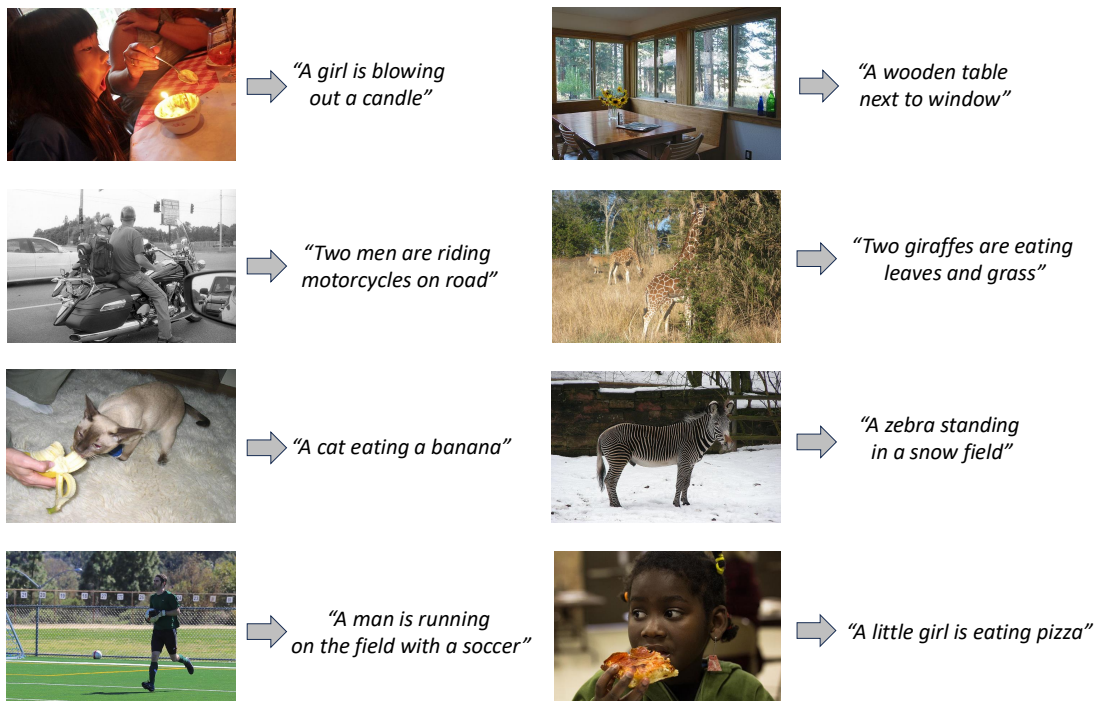 “A girl is blowing
out a candle”
“A wooden table
next to window”
“Two men are riding
motorcycles on road”
“Two giraffes are eating
leaves and grass”
“A cat eating a banana”
“A zebra standing
in a snow field”
“A man is running
on the field with a soccer”
“A little girl is eating pizza”